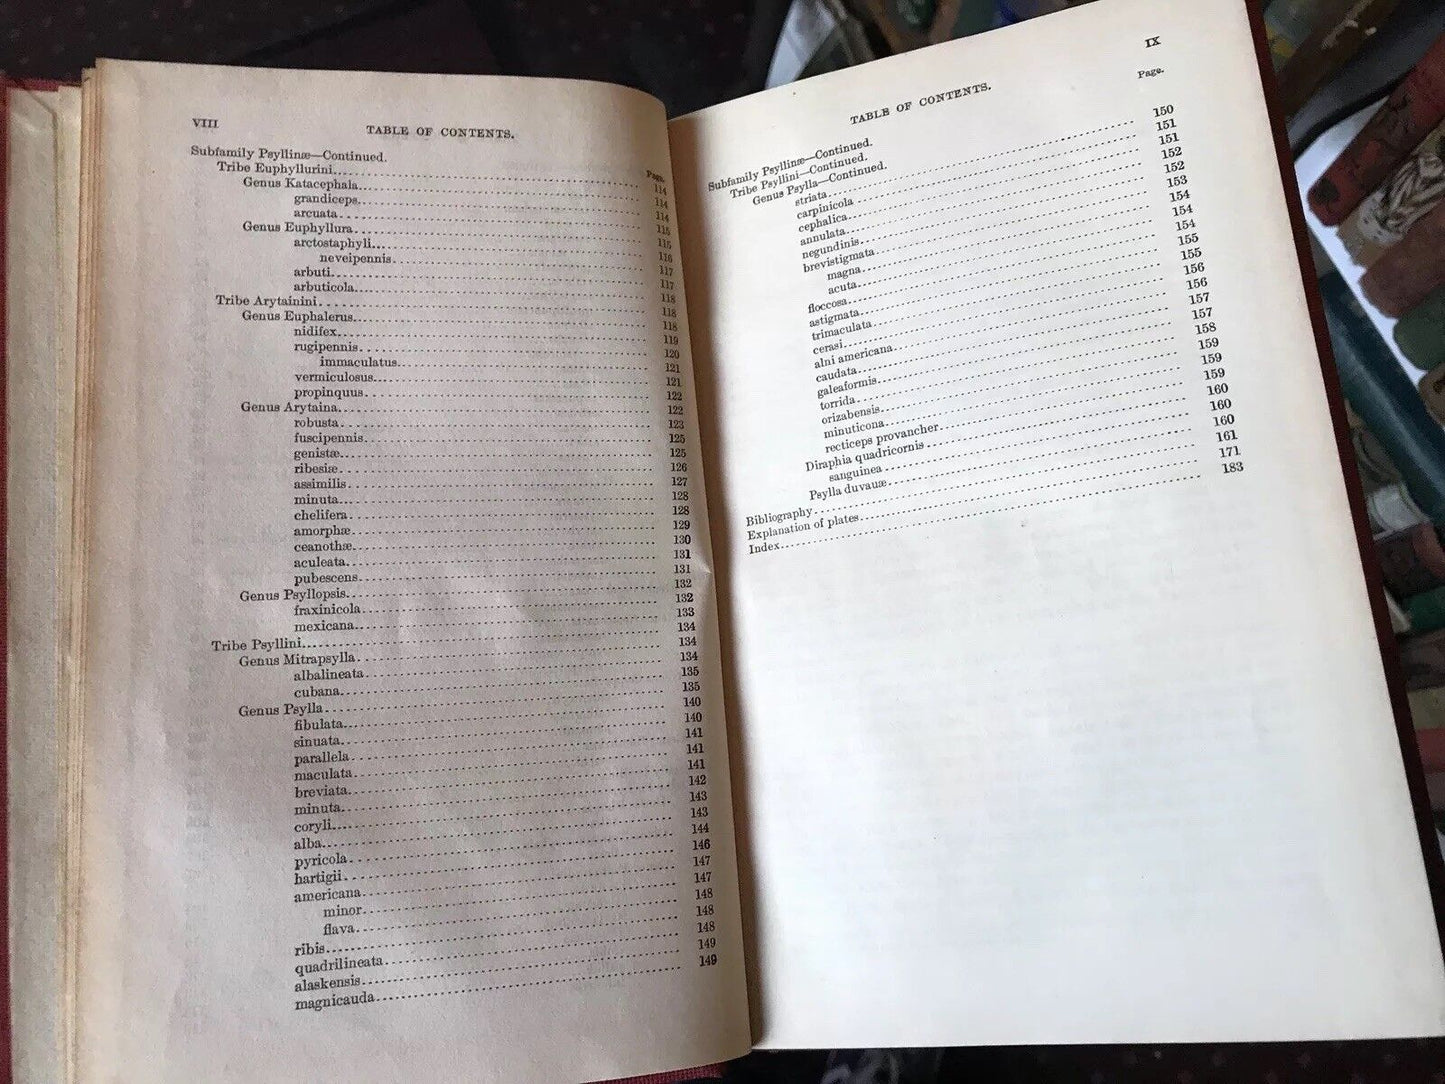 VIII
TABLE OF CONTENTS.
Subfamily Psyllinæ—Continued.
Page.
Tribe Euphyllurini 114
Genus Katacephala 114
grandiceps 114
arcuata 115
Genus Euphyllura 115
arctostaphyli 116
neveipennis 117
arbuti 117
arbuticola 118
Tribe Arytainini 118
Genus Euphalerus 118
nidifex 119
rugipennis 120
immaculatus 121
vermiculosus 121
propinquus 122
Genus Arytaina 122
robusta 123
fuscipennis 125
genistæ 125
ribesiæ 126
assimilis 127
minuta 128
chelifera 128
amorphæ 129
ceanothæ 130
aculeata 131
pubescens 131
Genus Psyllopsis 132
fraxinicola 132
mexicana 133
Tribe Psyllini 134
Genus Mitrapsylla 134
albalineata 134
cubana 135
Genus Psylla 135
fibulata 140
sinuata 140
parallela 141
maculata 141
breviata 141
minuta 142
coryli 143
alba 143
pyricola 144
hartigii 146
americana 147
minor 147
flava 148
ribis 148
quadrilineata 148
alaskensis 149
magnicauda 149
IX
TABLE OF CONTENTS.
Page.
Subfamily Psyllinæ—Continued.
Tribe Psyllini—Continued.
Genus Psylla—Continued.
striata 150
carpinicola 151
cephalica 151
annulata 152
negundinis 152
brevistigmata 153
magna 154
acuta 154
floccosa 154
astigmata 155
trimaculata 155
cerasi 156
alni americana 156
caudata 157
galeaformis 157
torrida 158
orizabensis 159
minuticona 159
recticeps provancher 159
Diraphia quadricornis 160
sanguinea 160
Psylla duvauæ 160
Bibliography 161
Explanation of plates 171
Index 183